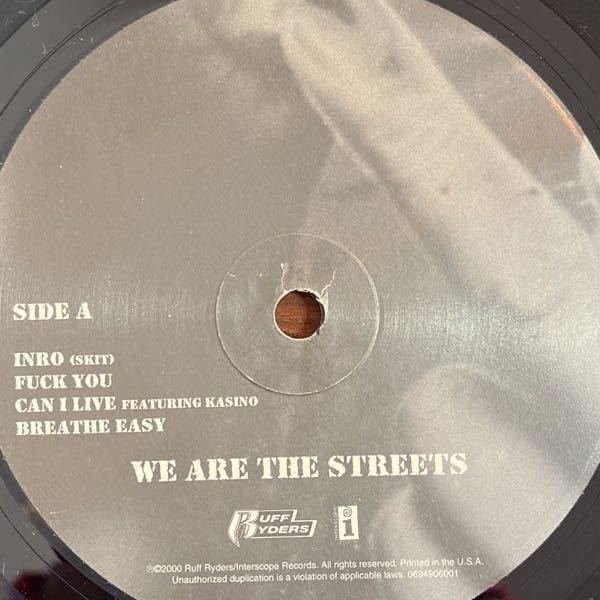 SIDE A
INRO (SKIT)
FUCK YOU
CAN I LIVE FEATURING KASINO
BREATHE EASY
WE ARE THE STREETS
RUFF RYDERS
INTERSCOPE i
℗©2000 Ruff Ryders/Interscope Records. All rights reserved. Printed in the U.S.A.
Unauthorized duplication is a violation of applicable laws. 0694906001